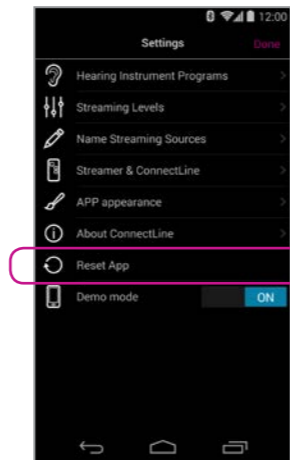 12:00
Settings
Done
Hearing Instrument Programs
Streaming Levels
Name Streaming Sources
Streamer & ConnectLine
APP appearance
About ConnectLine
Reset App
Demo mode
ON